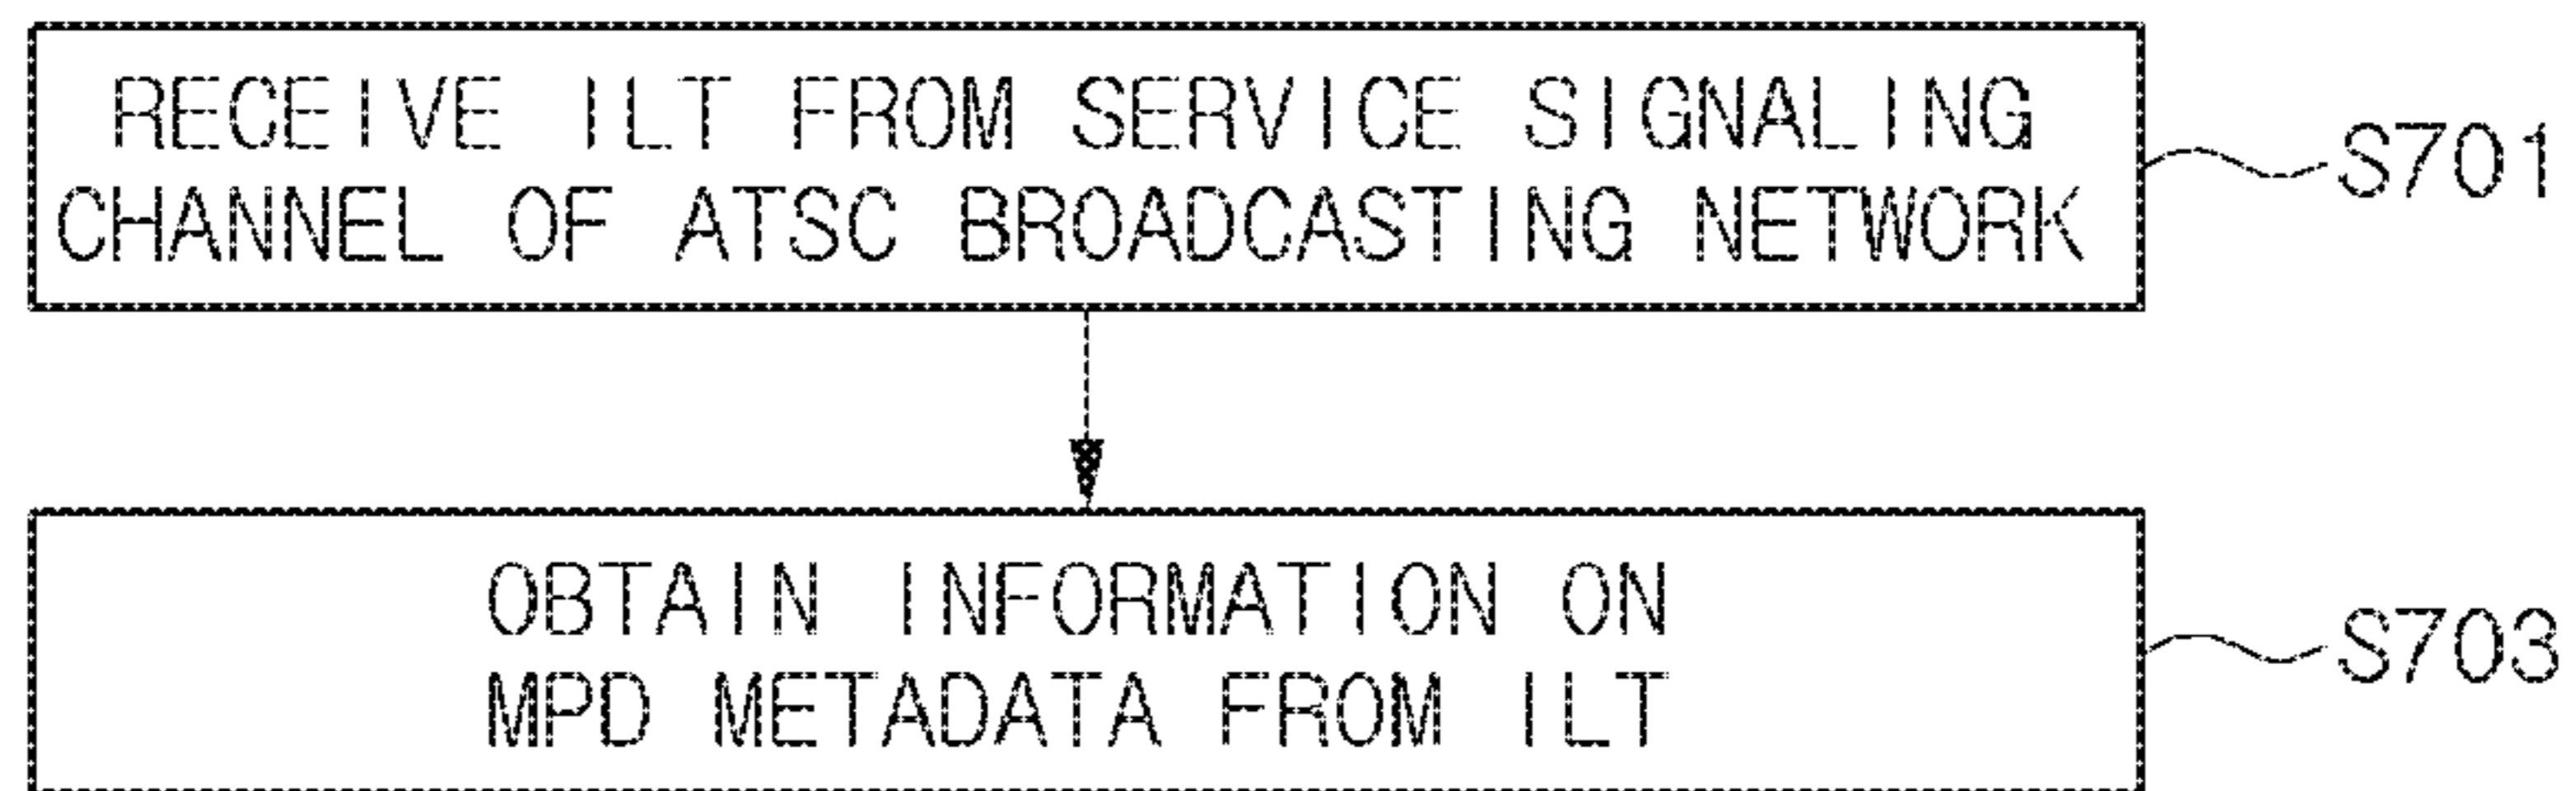 RECEIVE ILT FROM SERVICE SIGNALING
CHANNEL OF ATSC BROADCASTING NETWORK
S701
OBTAIN INFORMATION ON
MPD METADATA FROM ILT
S703